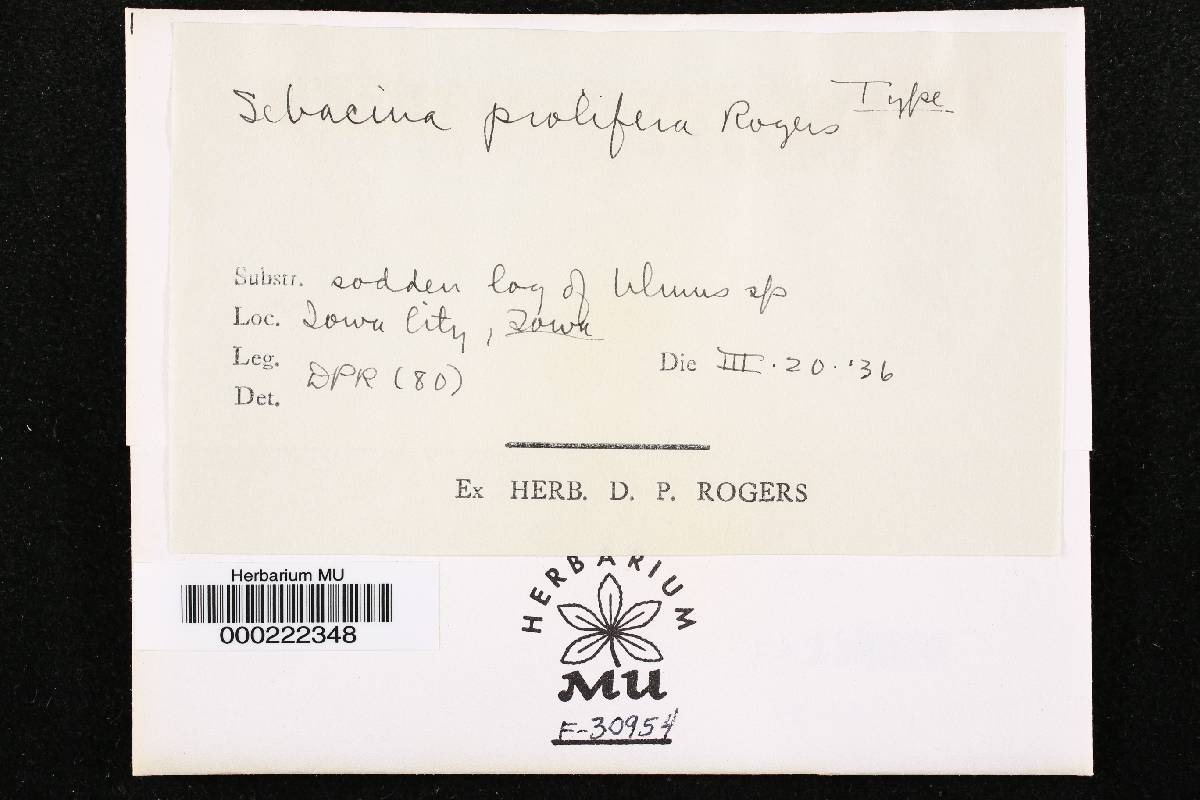 Sebacina prolifera Rogers Type
Substr. sodden log of Ulmus sp
Loc. Iowa City, Iowa
Leg.
Die III.20.'36
DPR (80)
Det.
Ex HERB. D. P. ROGERS
Herbarium MU
000222348
HERBARIUM
MU
F-30954